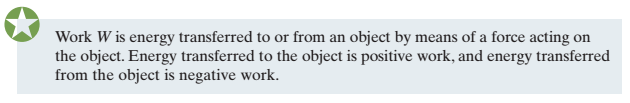 Work W is energy transferred to or from an object by means of a force acting on
the object. Energy transferred to the object is positive work, and energy transferred
from the object is negative work.